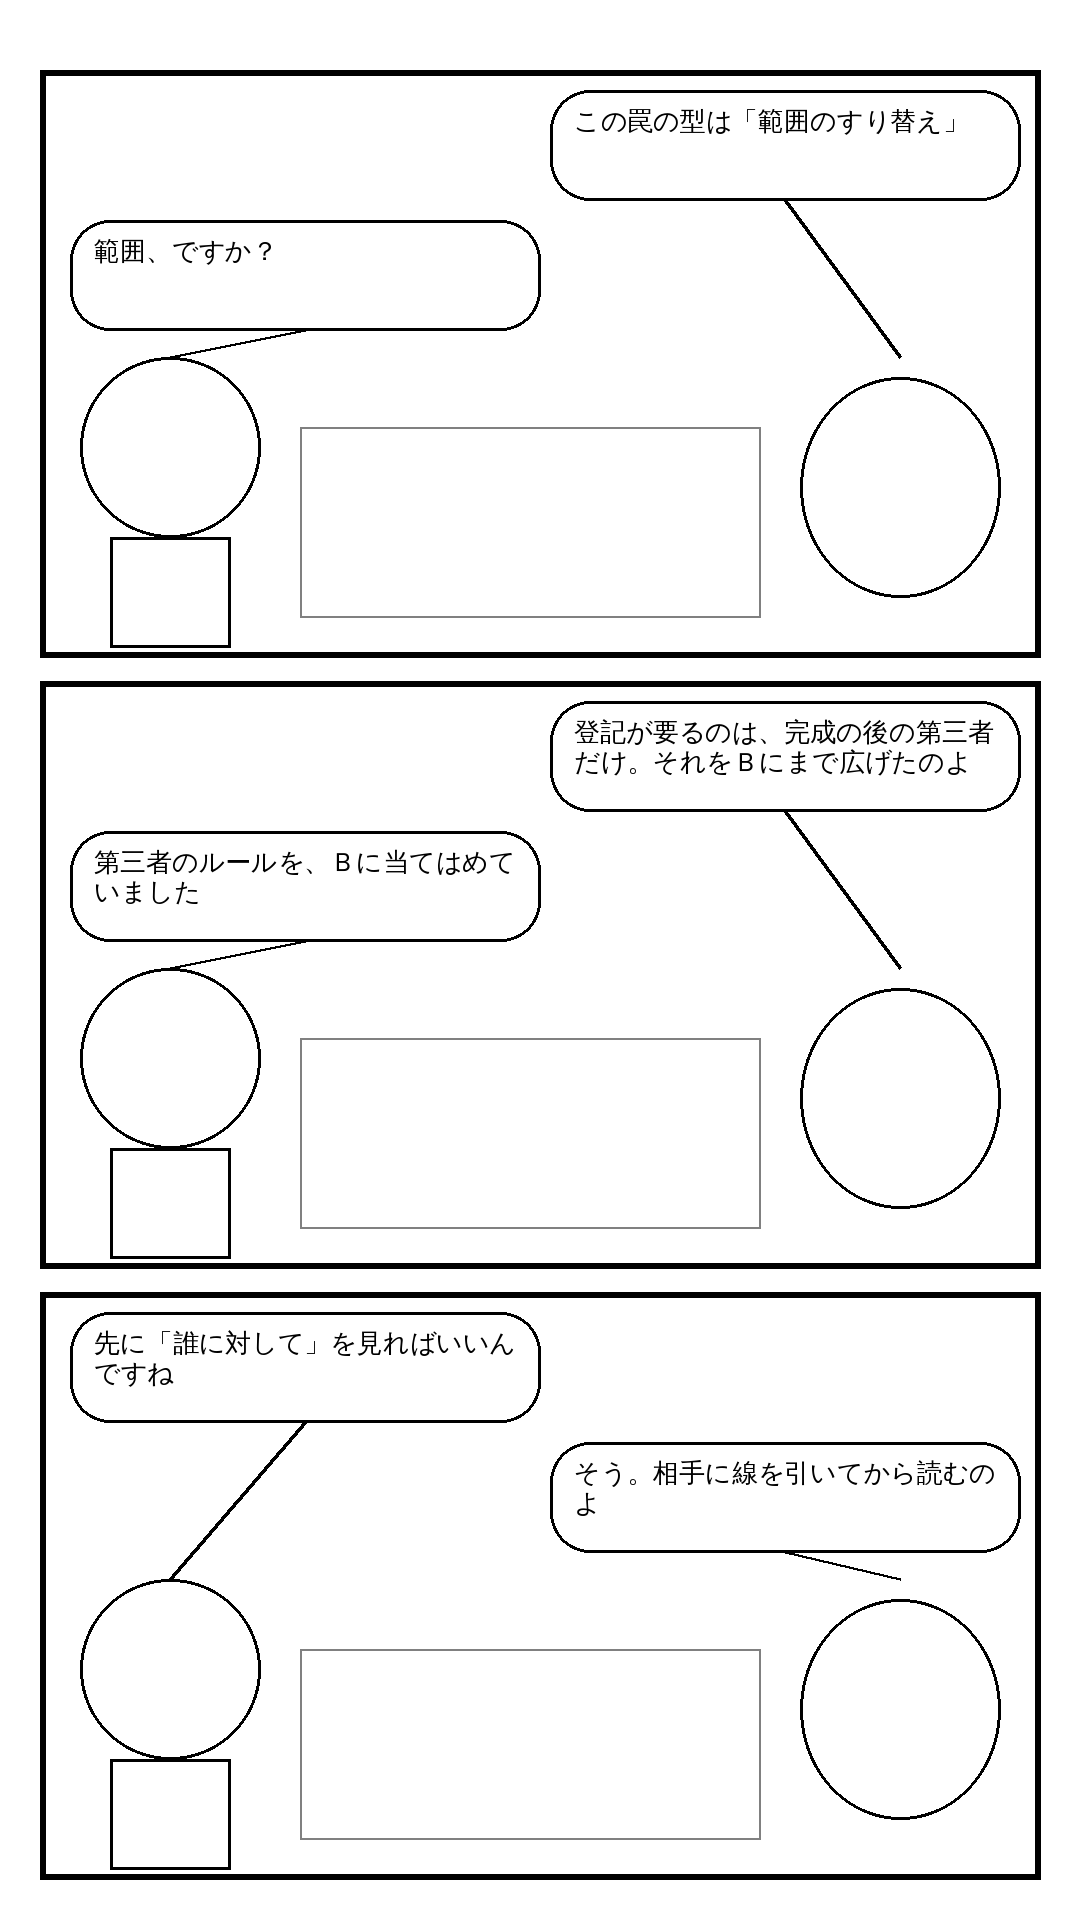 この罠の型は「範囲のすり替え」
範囲、ですか？
登記が要るのは、完成の後の第三者
だけ。それをＢにまで広げたのよ
第三者のルールを、Ｂに当てはめて
いました
先に「誰に対して」を見ればいいん
ですね
そう。相手に線を引いてから読むの
よ